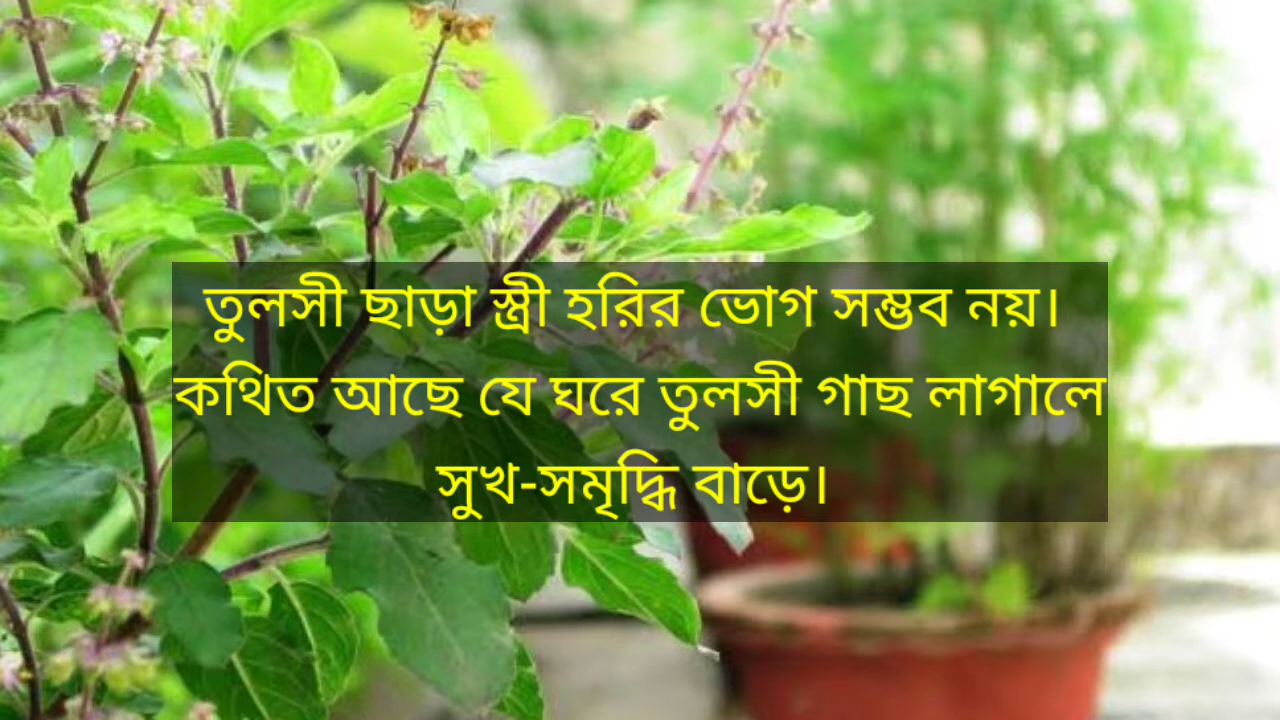 তুলসী ছাড়া স্ত্রী হরির ভোগ সম্ভব নয়।
কথিত আছে যে ঘরে তুলসী গাছ লাগালে
সুখ-সমৃদ্ধি বাড়ে।